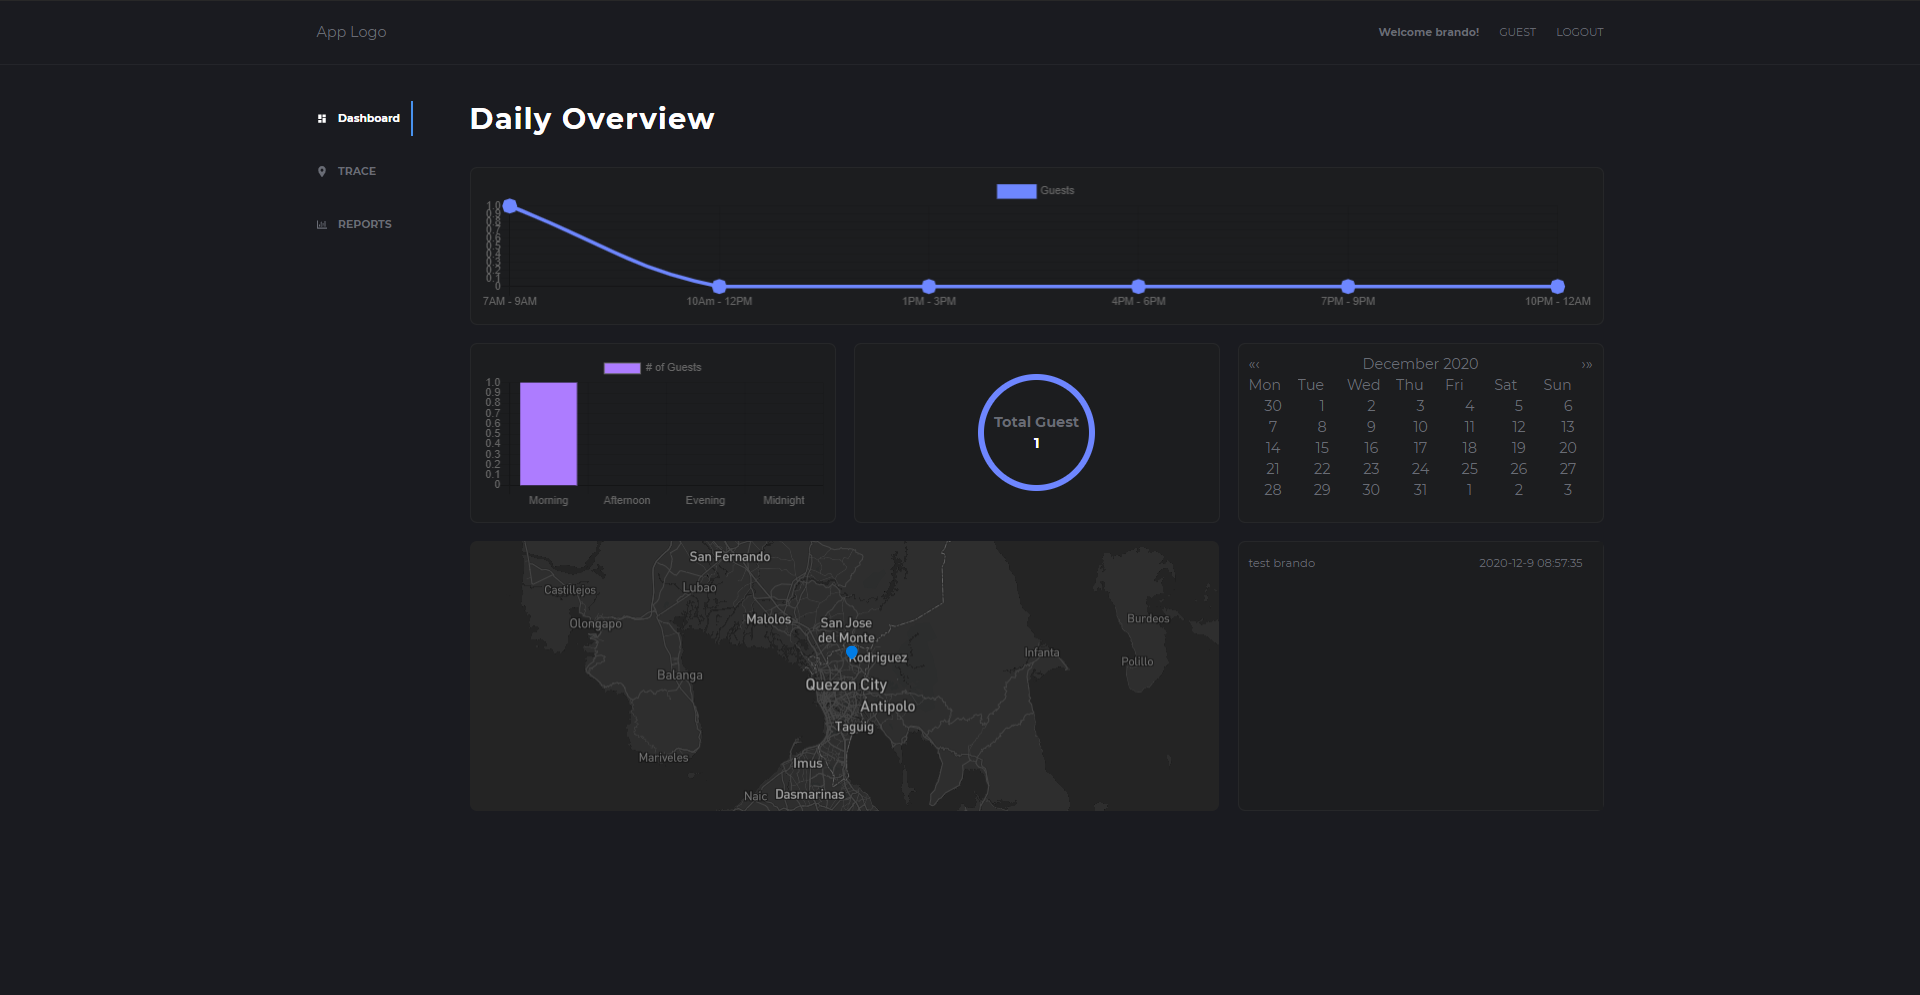 App Logo
Welcome brando! GUEST LOGOUT
Dashboard
TRACE
REPORTS
Daily Overview
Guests
1.0
0.9
0.8
0.7
0.6
0.5
0.4
0.3
0.2
0.1
0
7AM - 9AM 10Am - 12PM 1PM - 3PM 4PM - 6PM 7PM - 9PM 10PM - 12AM
# of Guests
1.0
0.9
0.8
0.7
0.6
0.5
0.4
0.3
0.2
0.1
0
Morning Afternoon Evening Midnight
Total Guest
1
«‹ December 2020 ›»
Mon Tue Wed Thu Fri Sat Sun
30 1 2 3 4 5 6
7 8 9 10 11 12 13
14 15 16 17 18 19 20
21 22 23 24 25 26 27
28 29 30 31 1 2 3
San Fernando
Castillejos
Lubao
Olongapo
Malolos
San Jose
del Monte
Burdeos
Rodriguez
Infanta
Polillo
Balanga
Quezon City
Antipolo
Taguig
Mariveles
Imus
Naic
Dasmarinas
test brando 2020-12-9 08:57:35